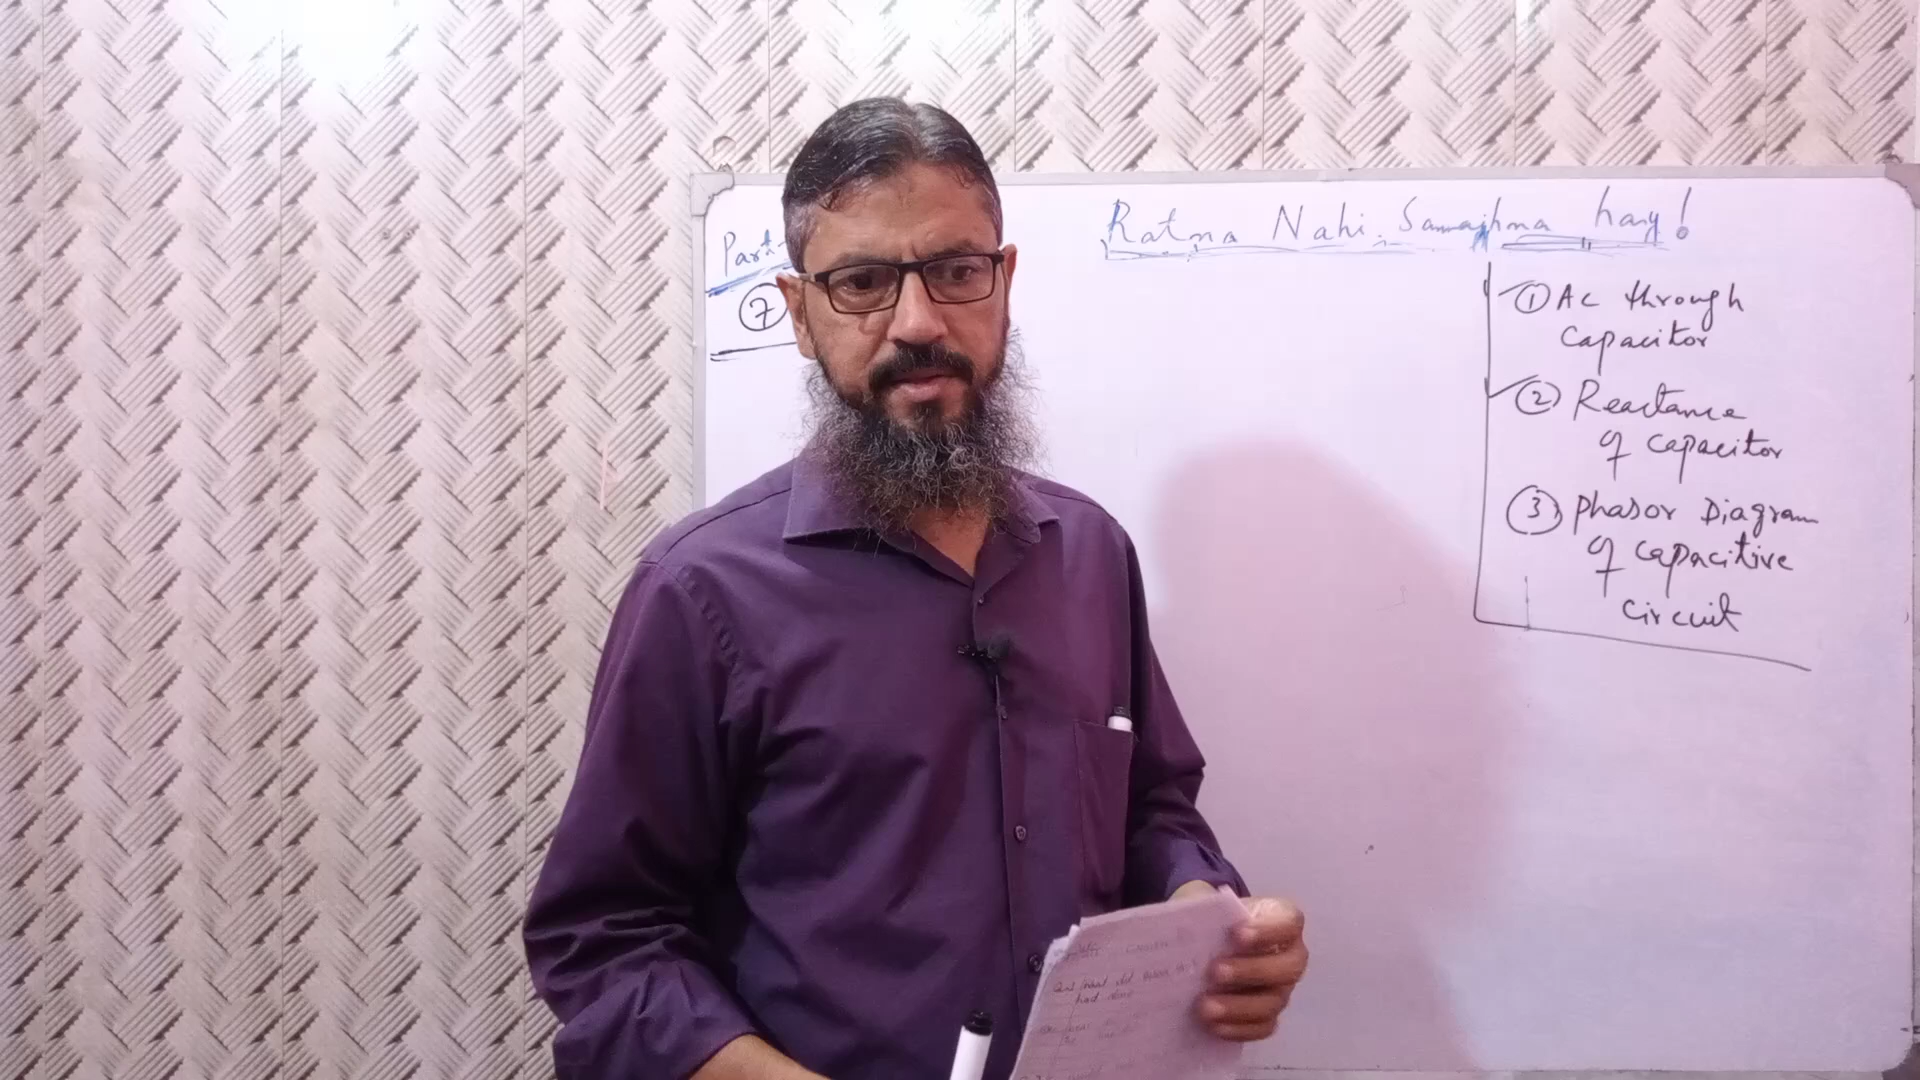 Ratna Nahi. Samajhna hay!
Part-
7
1 Ac through
capacitor
2 Reactance
of capacitor
3 phasor Diagram
of capacitive
circuit